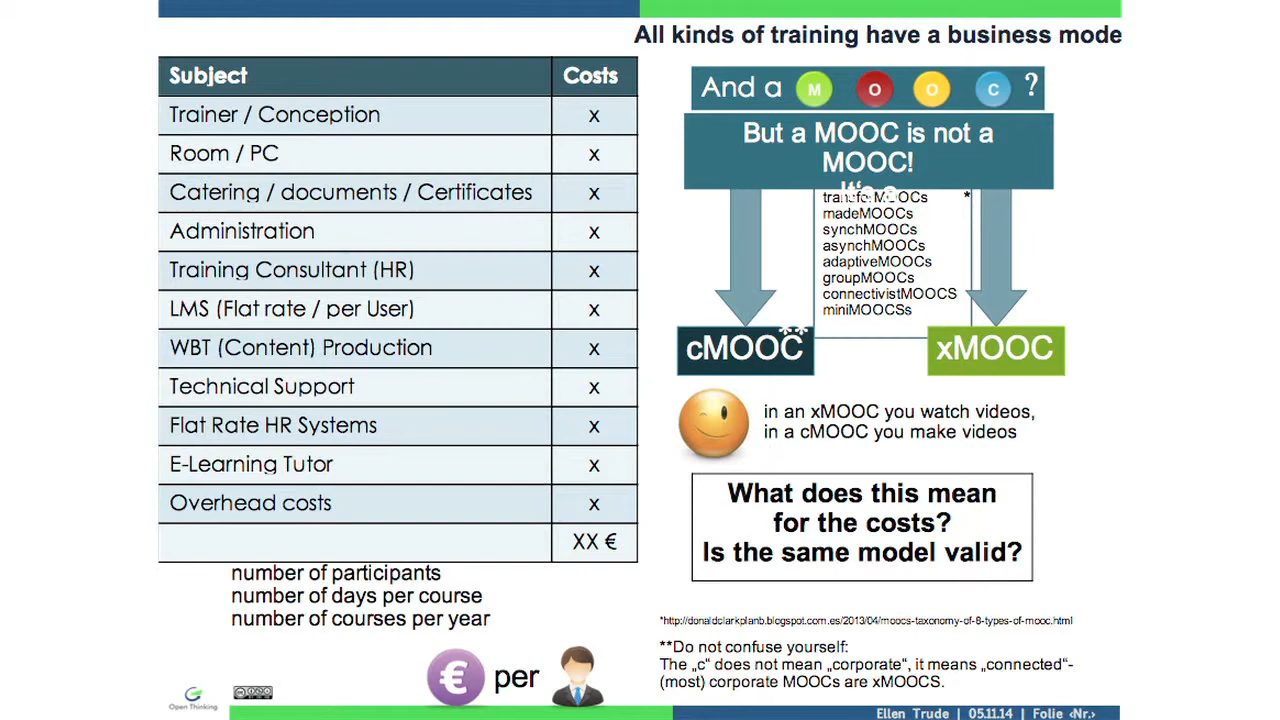 All kinds of training have a business mode
Subject Costs
Trainer / Conception x
Room / PC x
Catering / documents / Certificates x
Administration x
Training Consultant (HR) x
LMS (Flat rate / per User) x
WBT (Content) Production x
Technical Support x
Flat Rate HR Systems x
E-Learning Tutor x
Overhead costs x
XX €
number of participants
number of days per course
number of courses per year
€ per
And a M O O C ?
But a MOOC is not a
MOOC!
It's a
transferMOOCs *
madeMOOCs
synchMOOCs
asynchMOOCs
adaptiveMOOCs
groupMOOCs
connectivistMOOCS
miniMOOCSs
cMOOC**
xMOOC
in an xMOOC you watch videos,
in a cMOOC you make videos
What does this mean
for the costs?
Is the same model valid?
*http://donaldclarkplanb.blogspot.com.es/2013/04/moocs-taxonomy-of-8-types-of-mooc.html
**Do not confuse yourself:
The „c“ does not mean „corporate“, it means „connected“-
(most) corporate MOOCs are xMOOCS.
Open Thinking
Ellen Trude | 05.11.14 | Folie ‹Nr.›